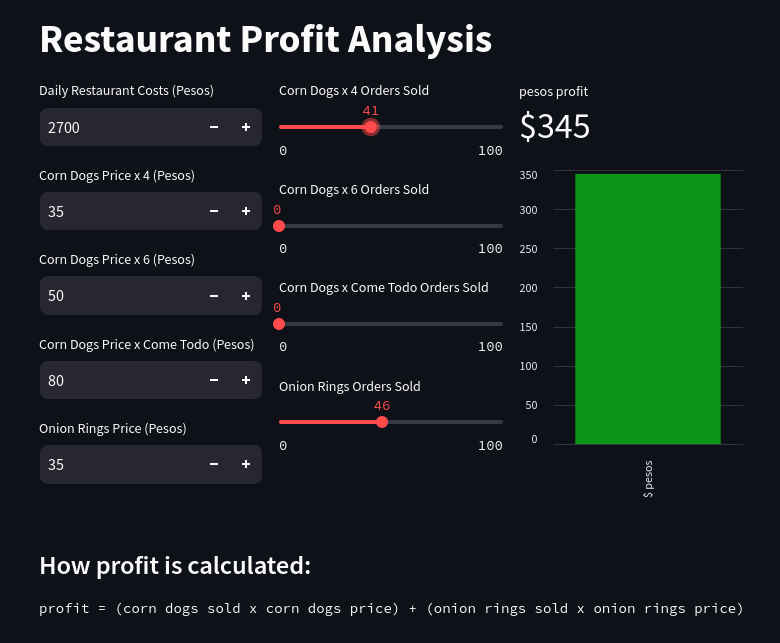 Restaurant Profit Analysis
Daily Restaurant Costs (Pesos)
2700
Corn Dogs Price x 4 (Pesos)
35
Corn Dogs Price x 6 (Pesos)
50
Corn Dogs Price x Come Todo (Pesos)
80
Onion Rings Price (Pesos)
35
Corn Dogs x 4 Orders Sold
41
0 100
Corn Dogs x 6 Orders Sold
0
0 100
Corn Dogs x Come Todo Orders Sold
0
0 100
Onion Rings Orders Sold
46
0 100
pesos profit
$345
350
300
250
200
150
100
50
0
$ pesos
How profit is calculated:
profit = (corn dogs sold x corn dogs price) + (onion rings sold x onion rings price)